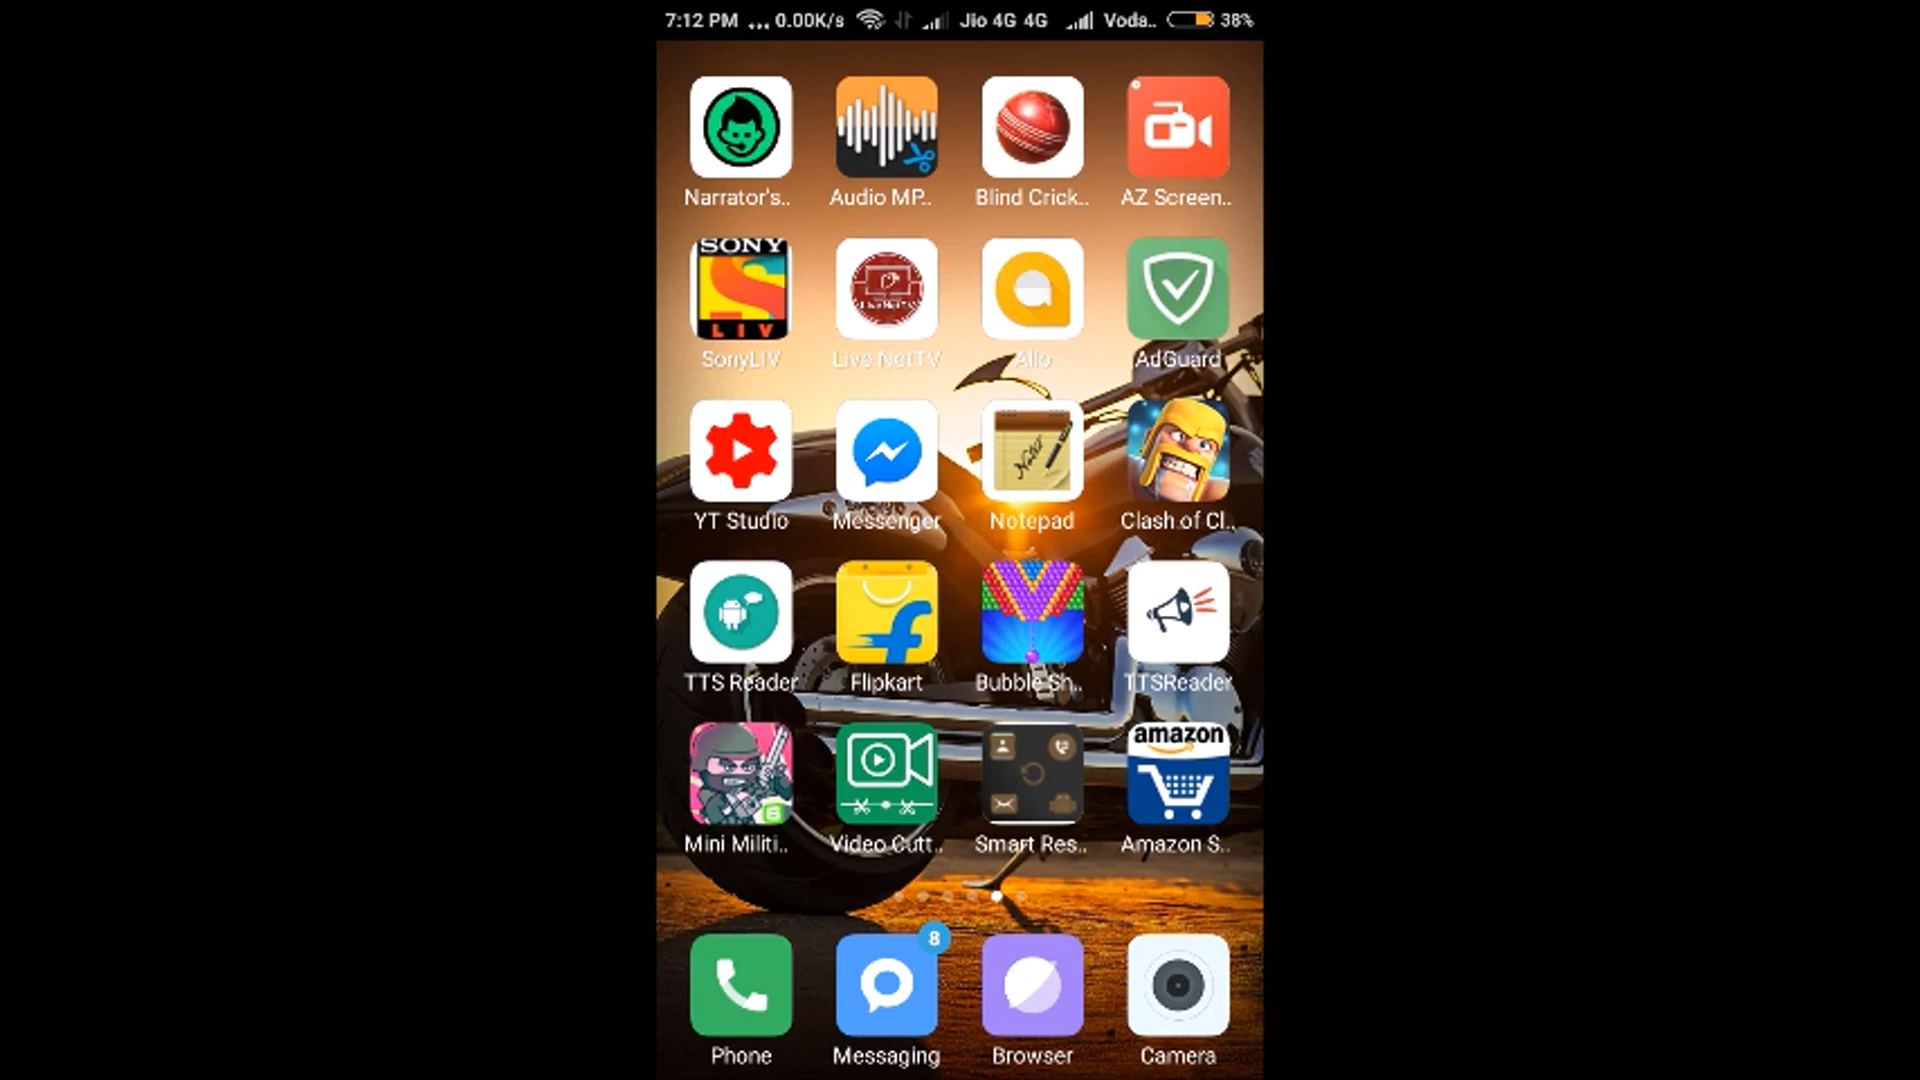 7:12 PM ... 0.00K/s Jio 4G 4G Voda.. 38%
Narrator's.. Audio MP.. Blind Crick.. AZ Screen..
SONY
LIV
SonyLIV Live NetTV Allo AdGuard
Notes
YT Studio Messenger Notepad Clash of Cl..
TTS Reader Flipkart Bubble Sh.. TTSReader
amazon
Mini Militi.. Video Cutt.. Smart Res.. Amazon S..
8
Phone Messaging Browser Camera